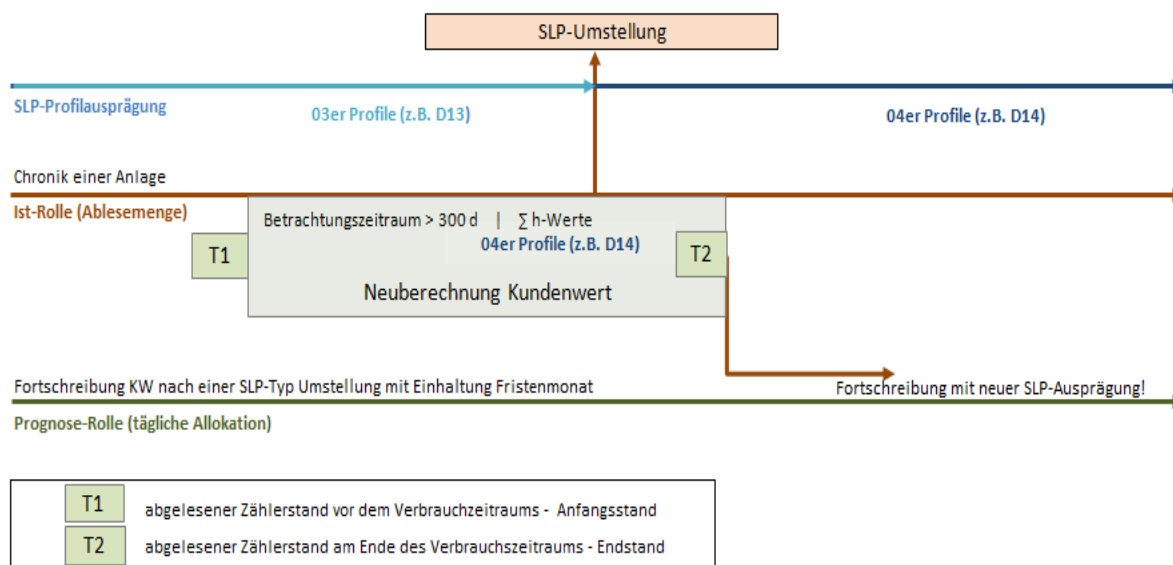 SLP-Umstellung
SLP-Profilausprägung
03er Profile (z.B. D13)
04er Profile (z.B. D14)
Chronik einer Anlage
Ist-Rolle (Ablesemenge)
Betrachtungszeitraum > 300 d | ∑ h-Werte
04er Profile (z.B. D14)
T1
T2
Neuberechnung Kundenwert
Fortschreibung KW nach einer SLP-Typ Umstellung mit Einhaltung Fristenmonat
Fortschreibung mit neuer SLP-Ausprägung!
Prognose-Rolle (tägliche Allokation)
T1 abgelesener Zählerstand vor dem Verbrauchzeitraums - Anfangsstand
T2 abgelesener Zählerstand am Ende des Verbrauchszeitraums - Endstand